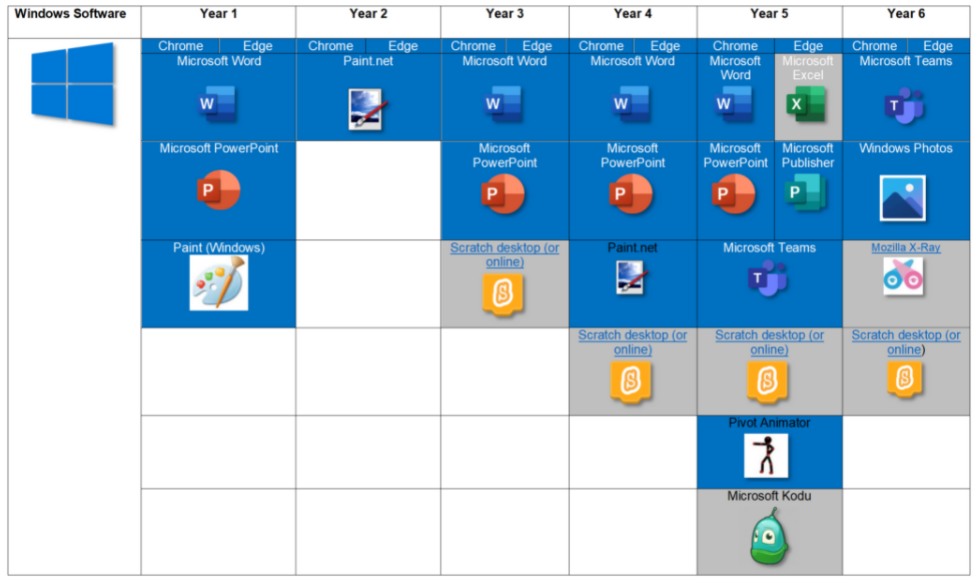 Windows Software Year 1 Year 2 Year 3 Year 4 Year 5 Year 6
Chrome Edge Chrome Edge Chrome Edge Chrome Edge Chrome Edge Chrome Edge
Microsoft Word
W
Paint.net
Microsoft Word
W
Microsoft Word
W
Microsoft
Word
W
Microsoft
Excel
X
Microsoft Teams
T
Microsoft PowerPoint
P
Microsoft
PowerPoint
P
Microsoft
PowerPoint
P
Microsoft
PowerPoint
P
Microsoft
Publisher
P
Windows Photos
Paint (Windows)
Scratch desktop (or
online)
S
Paint.net
Microsoft Teams
T
Mozilla X-Ray
Scratch desktop (or
online)
S
Scratch desktop (or
online)
S
Scratch desktop (or
online)
S
Pivot Animator
Microsoft Kodu